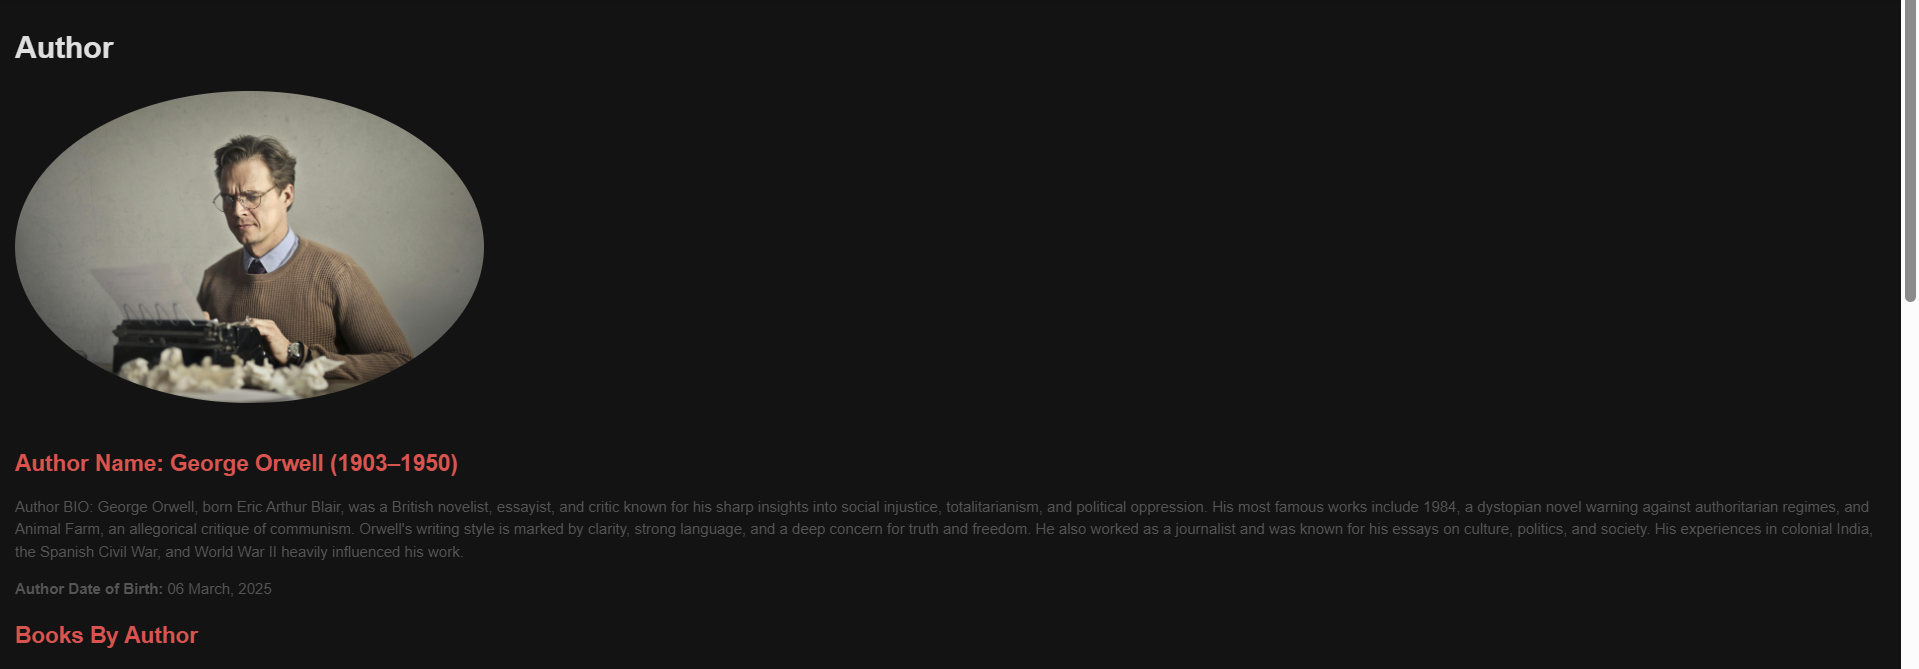 Author
Author Name: George Orwell (1903–1950)
Author BIO: George Orwell, born Eric Arthur Blair, was a British novelist, essayist, and critic known for his sharp insights into social injustice, totalitarianism, and political oppression. His most famous works include 1984, a dystopian novel warning against authoritarian regimes, and
Animal Farm, an allegorical critique of communism. Orwell's writing style is marked by clarity, strong language, and a deep concern for truth and freedom. He also worked as a journalist and was known for his essays on culture, politics, and society. His experiences in colonial India,
the Spanish Civil War, and World War II heavily influenced his work.
Author Date of Birth: 06 March, 2025
Books By Author